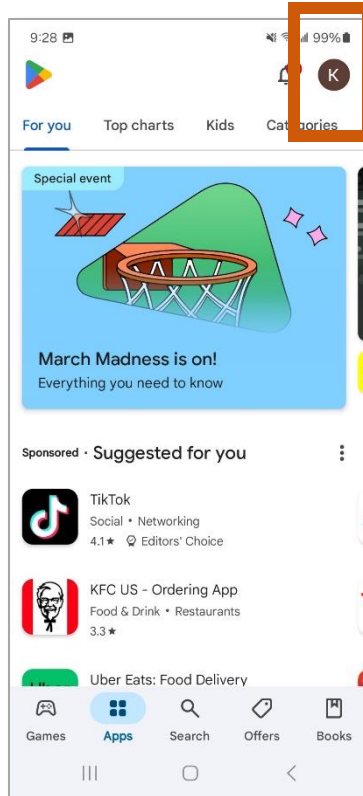 9:28 99%
K
For you Top charts Kids Categories
Special event
March Madness is on!
Everything you need to know
Sponsored · Suggested for you
TikTok
Social • Networking
4.1★ Editors' Choice
KFC US - Ordering App
Food & Drink • Restaurants
3.3★
Uber Eats: Food Delivery
Games Apps Search Offers Books